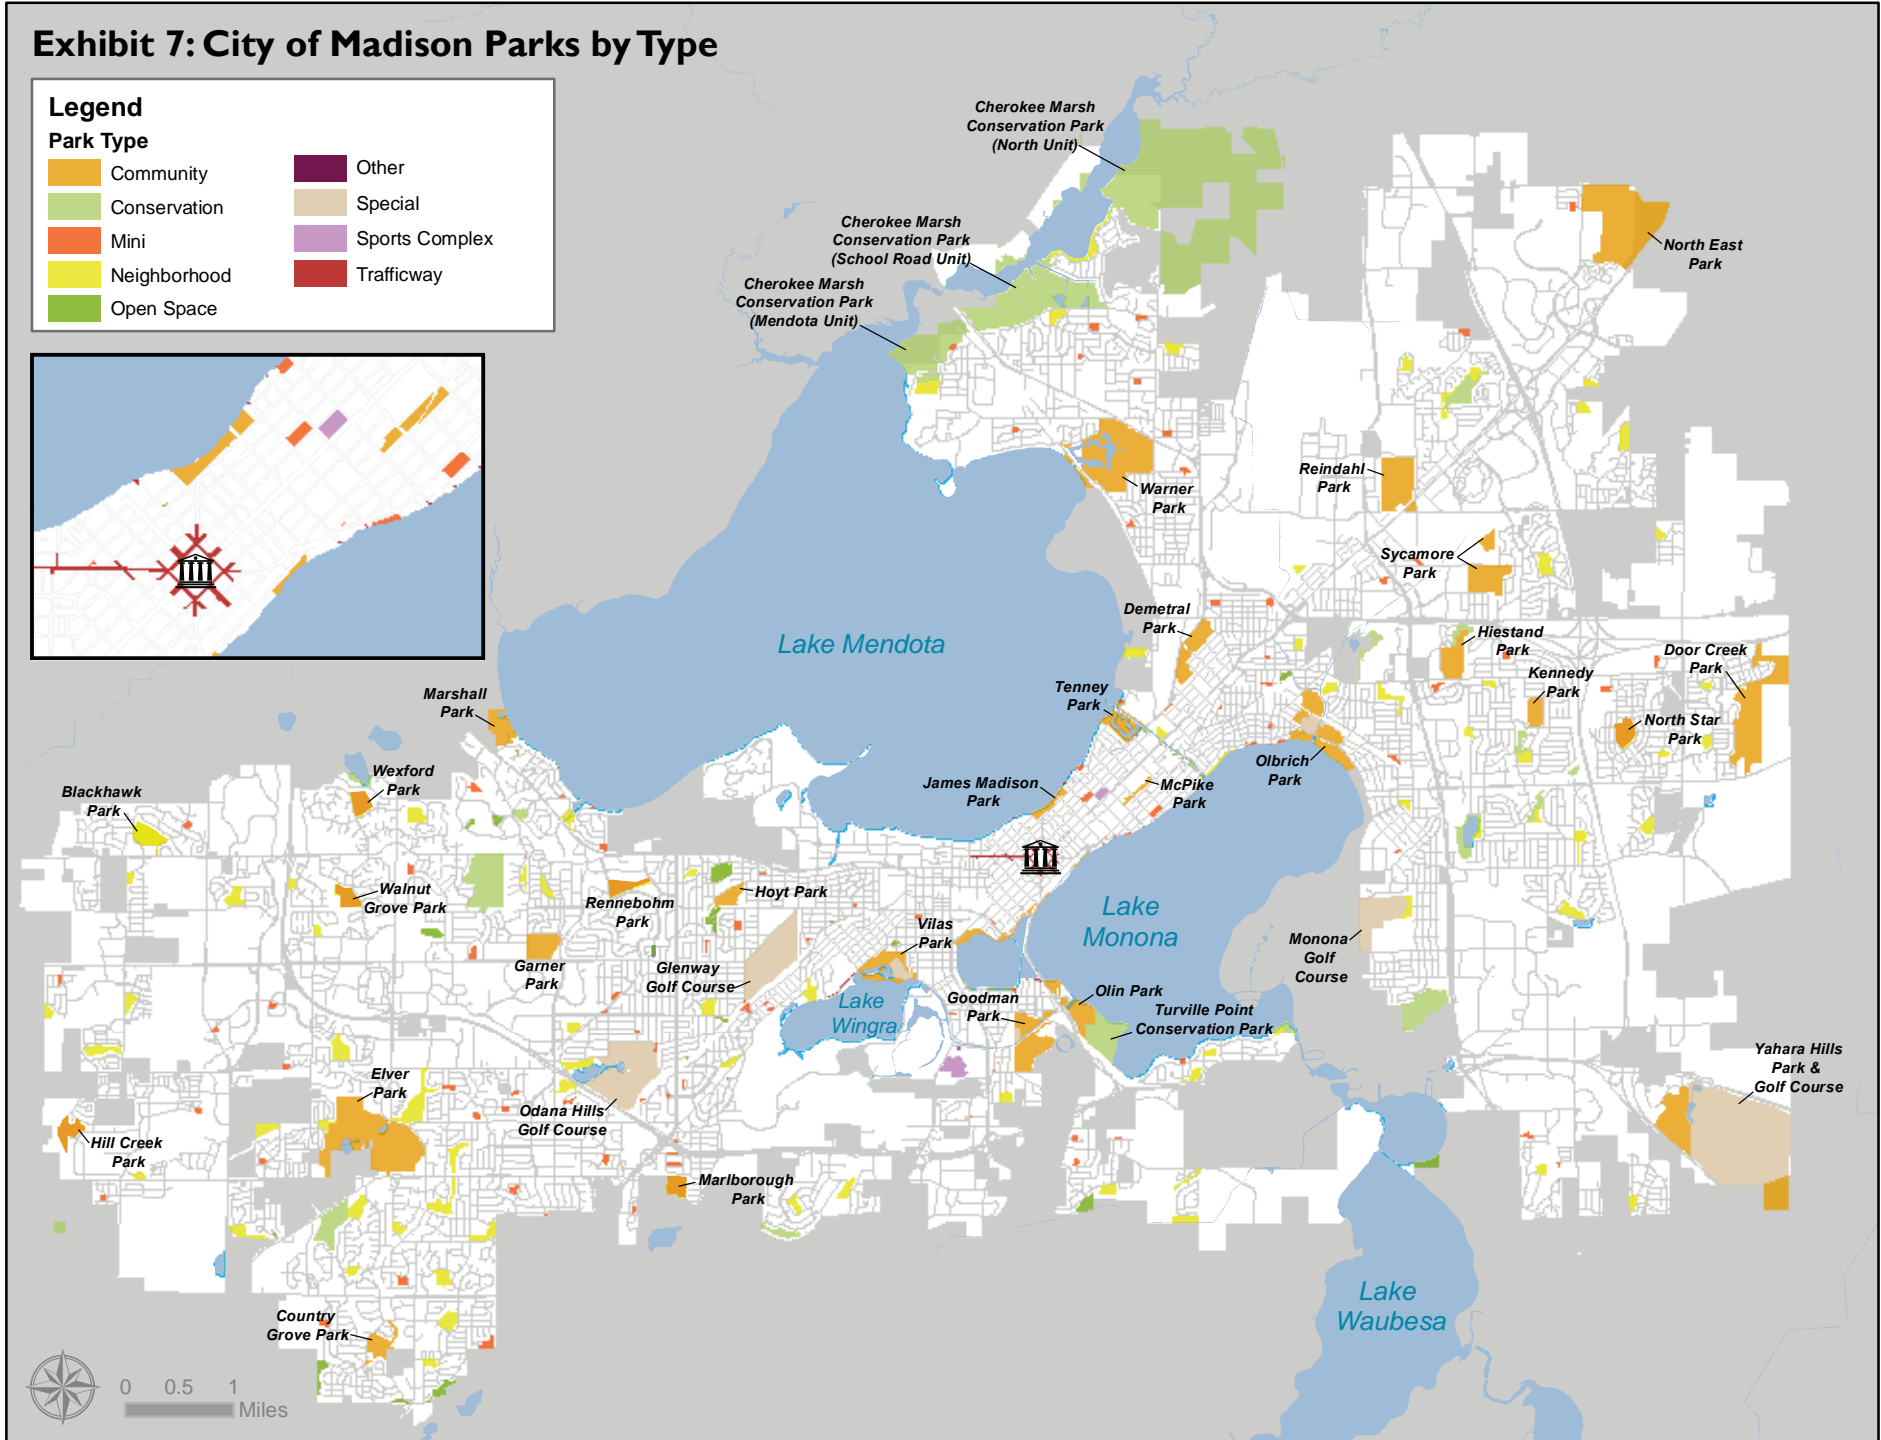 Exhibit 7: City of Madison Parks by Type
Legend
Park Type
Community
Conservation
Mini
Neighborhood
Open Space
Other
Special
Sports Complex
Trafficway
Cherokee Marsh
Conservation Park
(North Unit)
Cherokee Marsh
Conservation Park
(School Road Unit)
Cherokee Marsh
Conservation Park
(Mendota Unit)
North East
Park
Warner
Park
Reindahl
Park
Sycamore
Park
Demetral
Park
Hiestand
Park
Door Creek
Park
Kennedy
Park
North Star
Park
Lake Mendota
Marshall
Park
Tenney
Park
Olbrich
Park
James Madison
Park
McPike
Park
Wexford
Park
Blackhawk
Park
Walnut
Grove Park
Rennebohm
Park
Hoyt Park
Vilas
Park
Lake
Monona
Monona
Golf
Course
Garner
Park
Glenway
Golf Course
Lake
Wingra
Goodman
Park
Olin Park
Turville Point
Conservation Park
Yahara Hills
Park &
Golf Course
Elver
Park
Odana Hills
Golf Course
Hill Creek
Park
Marlborough
Park
Country
Grove Park
Lake
Waubesa
0 0.5 1
Miles